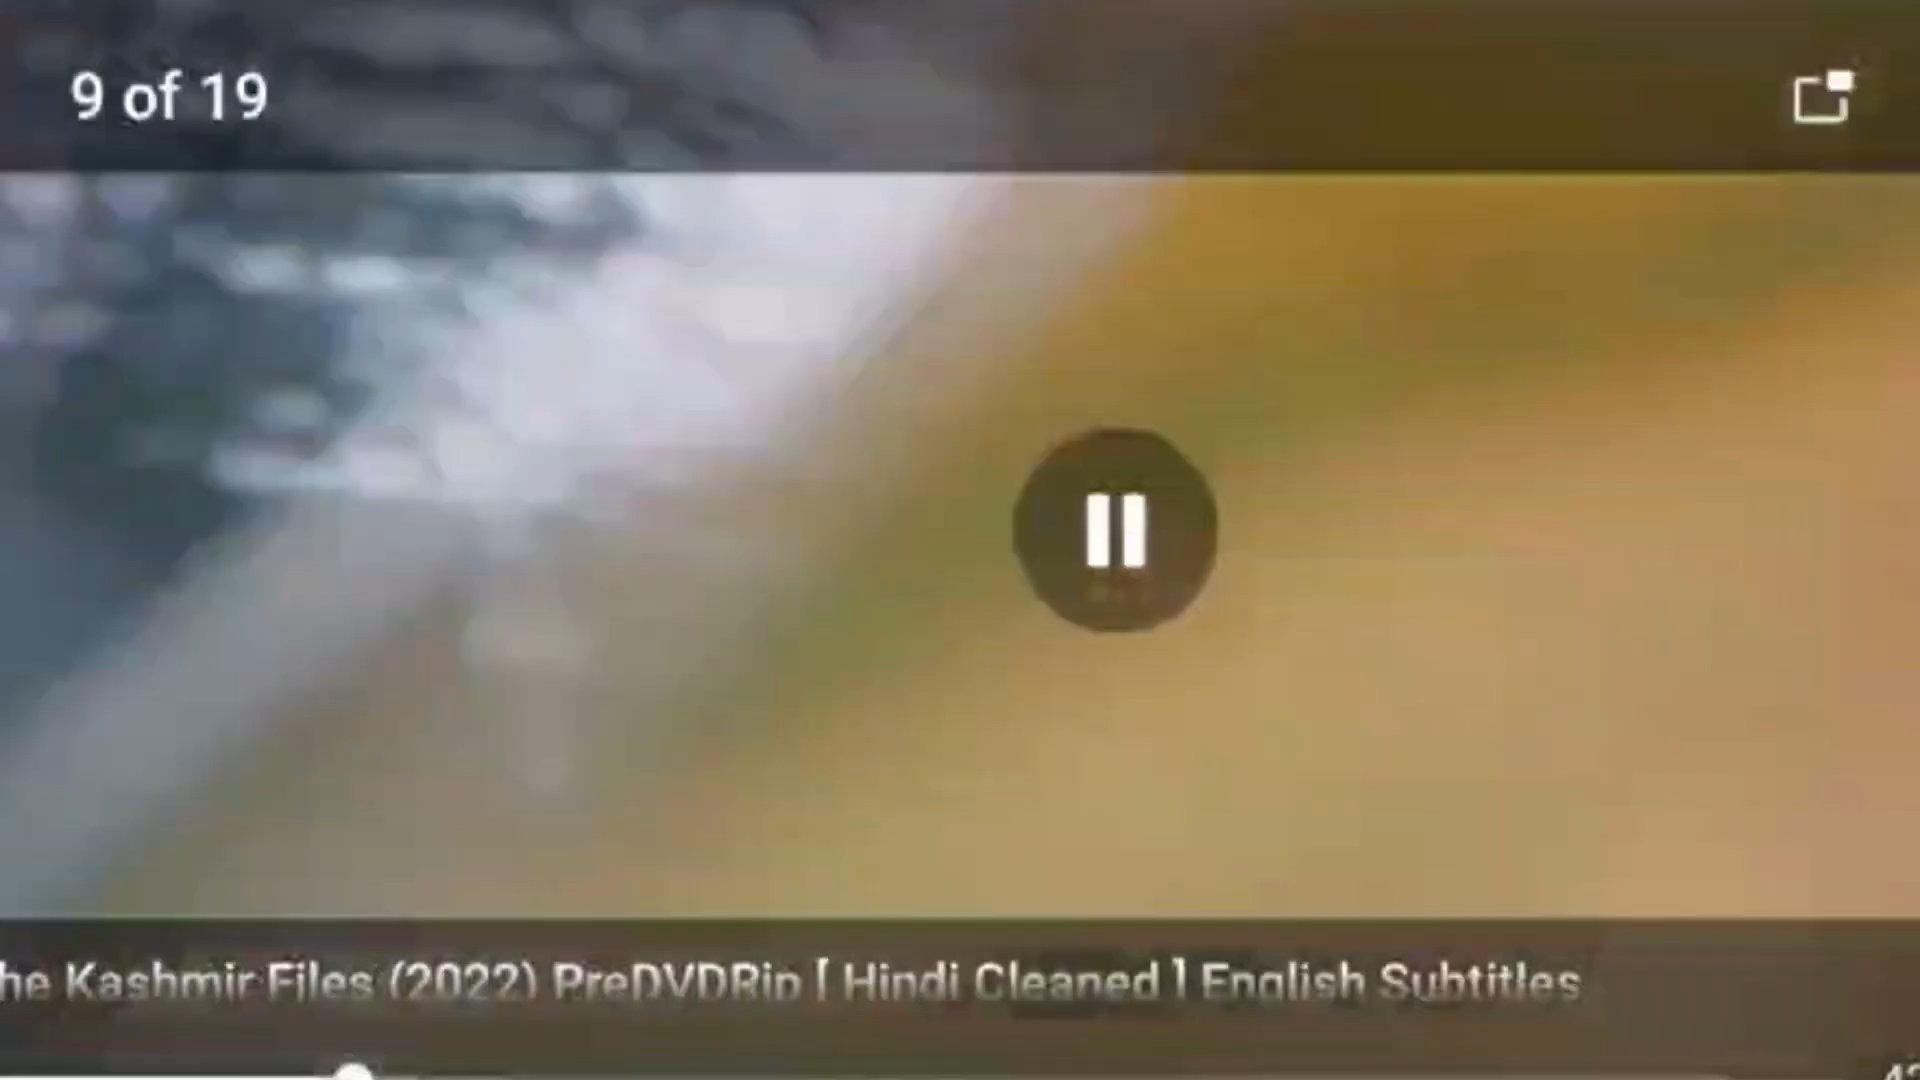 9 of 19
he Kashmir Files (2022) PreDVDRip [ Hindi Cleaned ] English Subtitles